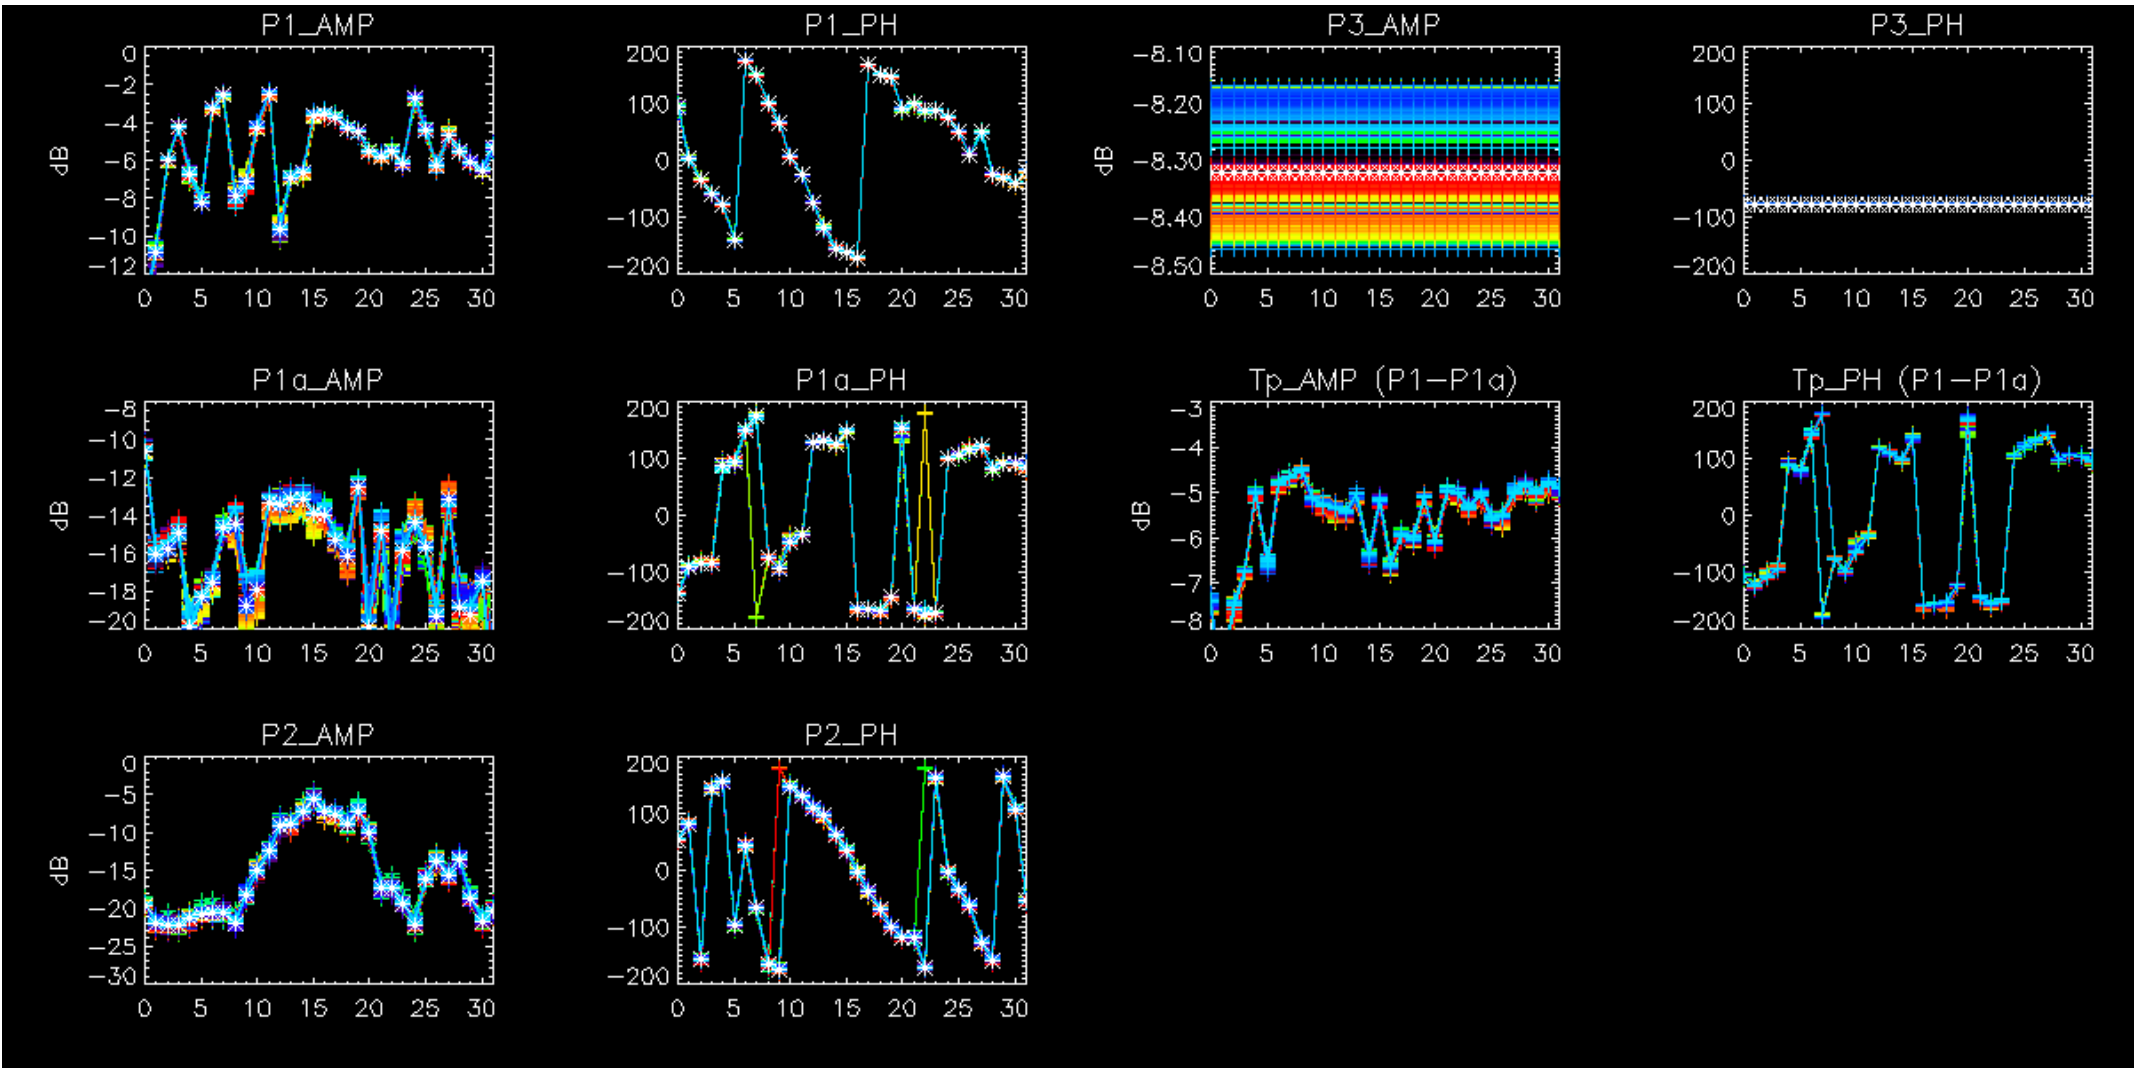 P1_AMP
P1_PH
P3_AMP
P3_PH
dB
0
−2
−4
−6
−8
−10
−12
0 5 10 15 20 25 30
200
100
0
−100
−200
0 5 10 15 20 25 30
dB
−8.10
−8.20
−8.30
−8.40
−8.50
0 5 10 15 20 25 30
200
100
0
−100
−200
0 5 10 15 20 25 30
P1a_AMP
P1a_PH
Tp_AMP (P1−P1a)
Tp_PH (P1−P1a)
dB
−8
−10
−12
−14
−16
−18
−20
0 5 10 15 20 25 30
200
100
0
−100
−200
0 5 10 15 20 25 30
dB
−3
−4
−5
−6
−7
−8
0 5 10 15 20 25 30
200
100
0
−100
−200
0 5 10 15 20 25 30
P2_AMP
P2_PH
dB
0
−5
−10
−15
−20
−25
−30
0 5 10 15 20 25 30
200
100
0
−100
−200
0 5 10 15 20 25 30